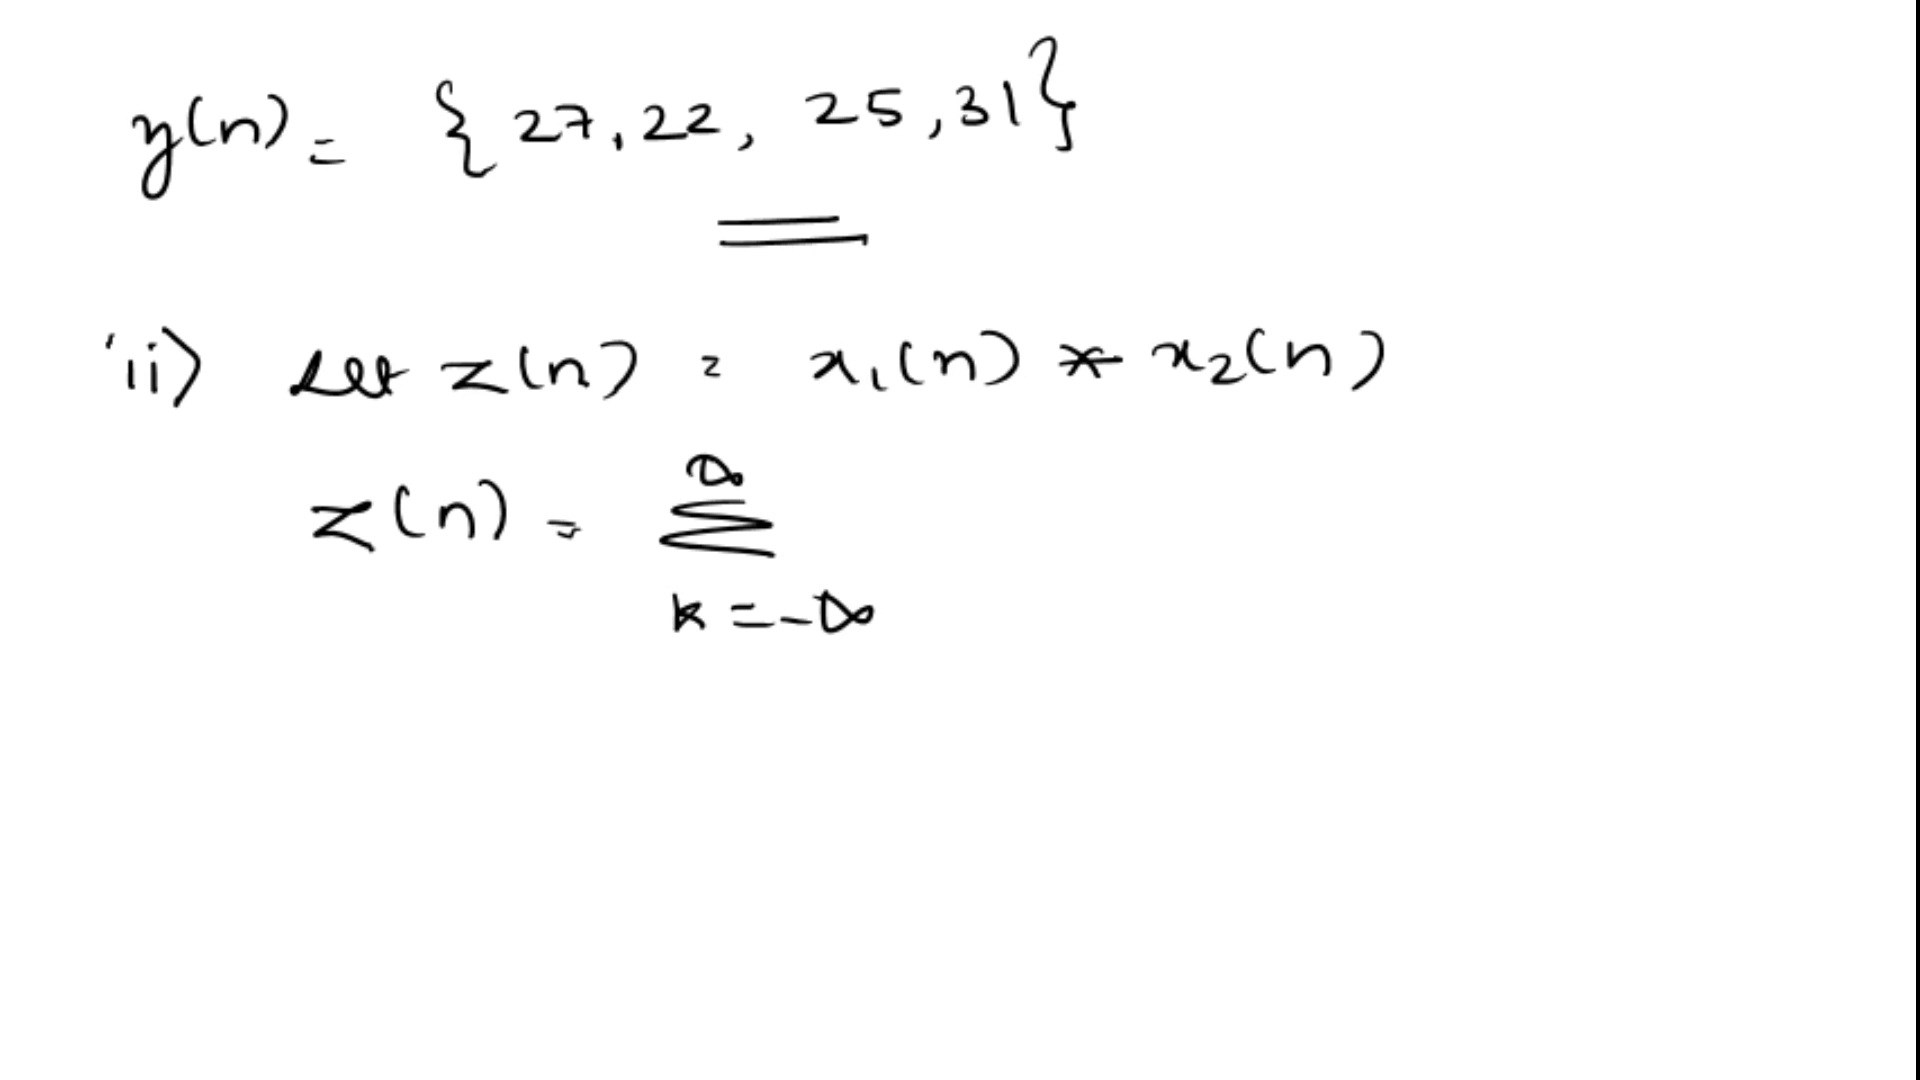 y(n) = {27, 22, 25, 31}
ii) Let z(n) = x₁(n) * x₂(n)
z(n) = ∑
∞
k = -∞